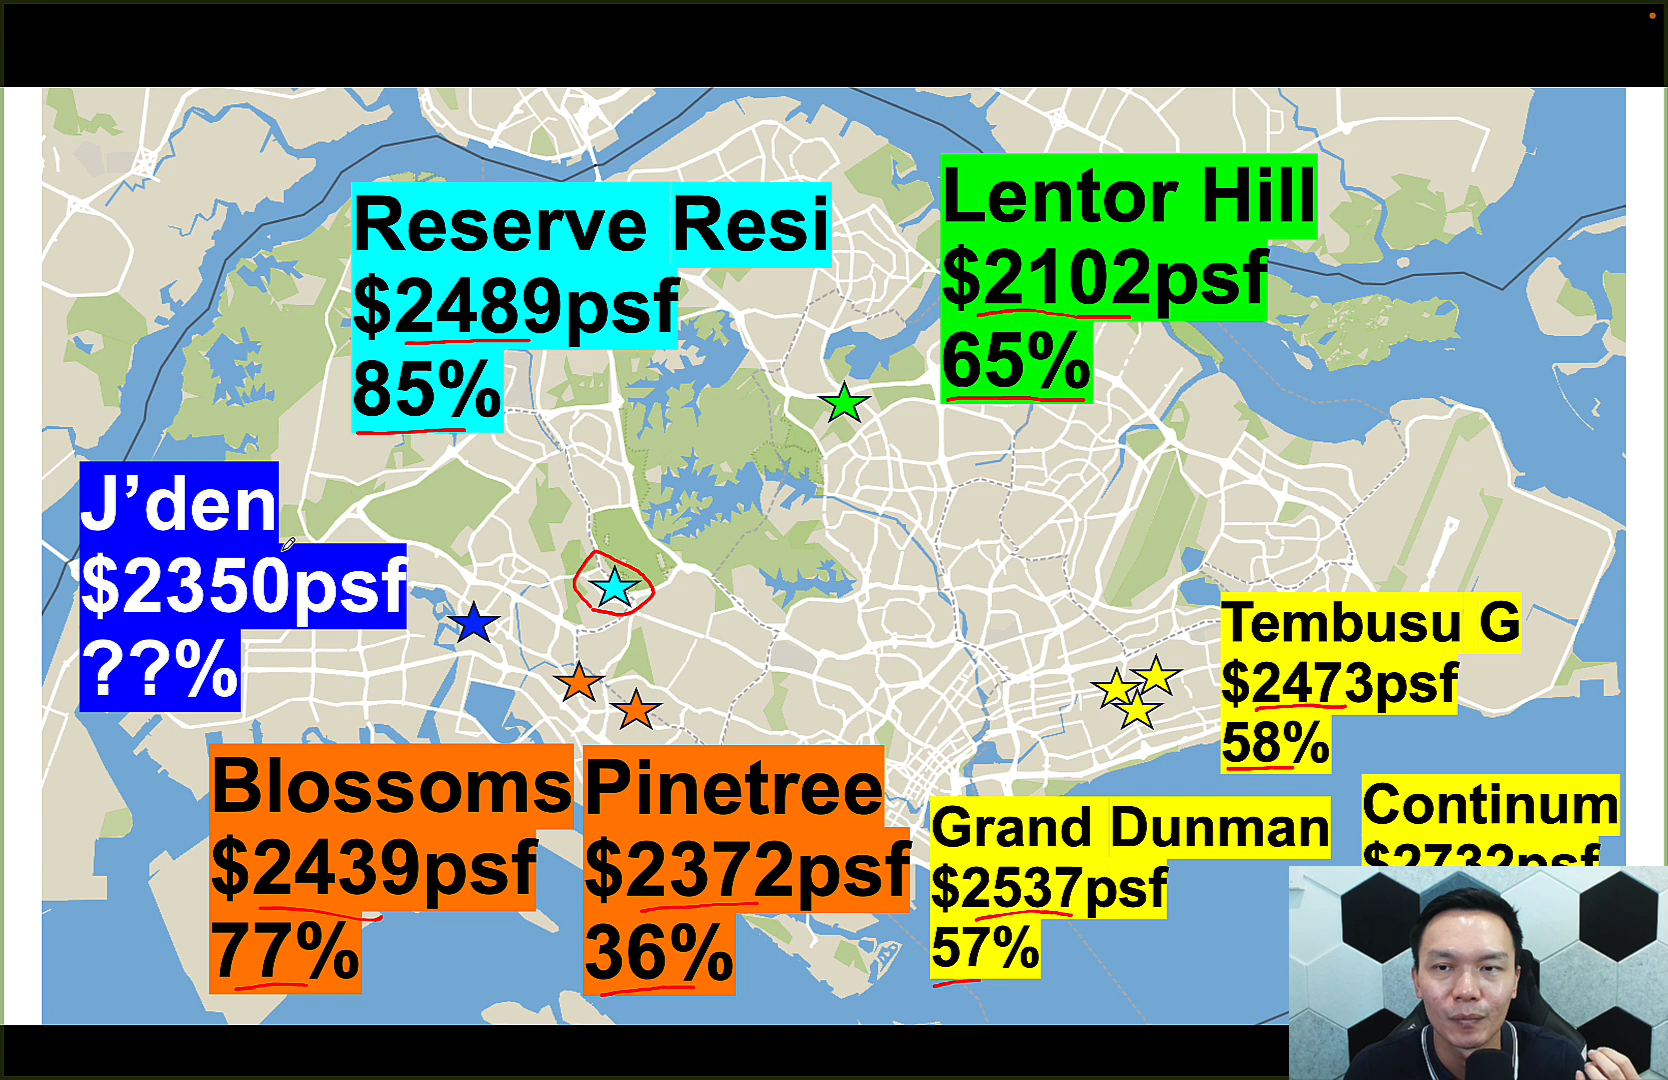 Reserve Resi
$2489psf
85%
Lentor Hill
$2102psf
65%
J’den
$2350psf
??%
Tembusu G
$2473psf
58%
Blossoms
$2439psf
77%
Pinetree
$2372psf
36%
Grand Dunman
$2537psf
57%
Continum
$2732psf